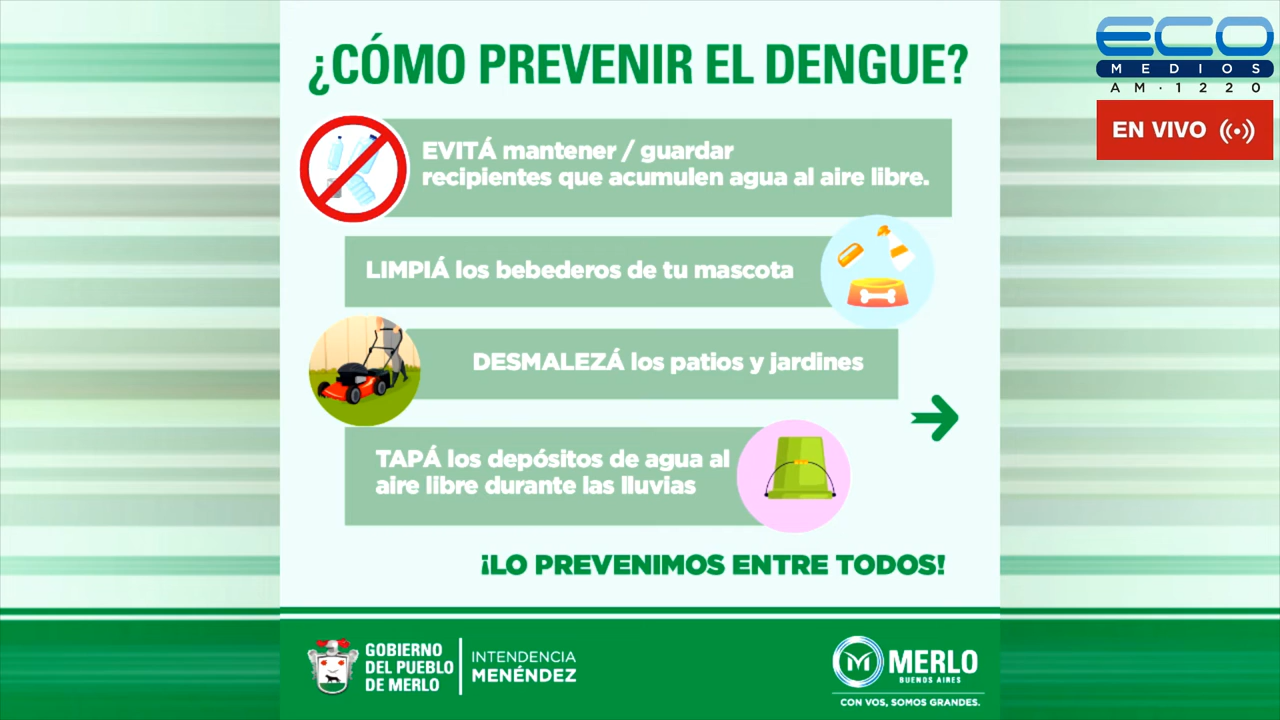 ¿CÓMO PREVENIR EL DENGUE?
ECO
MEDIOS
AM·1220
EN VIVO
EVITÁ mantener / guardar
recipientes que acumulen agua al aire libre.
LIMPIÁ los bebederos de tu mascota
DESMALEZÁ los patios y jardines
TAPÁ los depósitos de agua al
aire libre durante las lluvias
¡LO PREVENIMOS ENTRE TODOS!
GOBIERNO
DEL PUEBLO
DE MERLO
INTENDENCIA
MENÉNDEZ
M MERLO
BUENOS AIRES
CON VOS, SOMOS GRANDES.